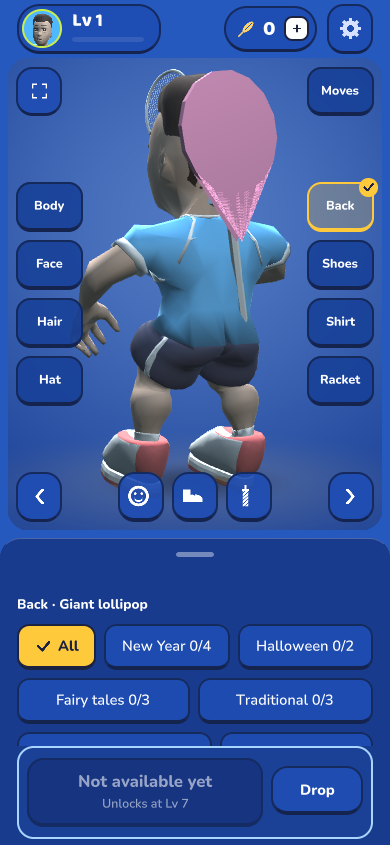 Lv 1
0
Moves
Body
Back
Face
Shoes
Hair
Shirt
Hat
Racket
Back · Giant lollipop
All
New Year 0/4
Halloween 0/2
Fairy tales 0/3
Traditional 0/3
Not available yet
Unlocks at Lv 7
Drop